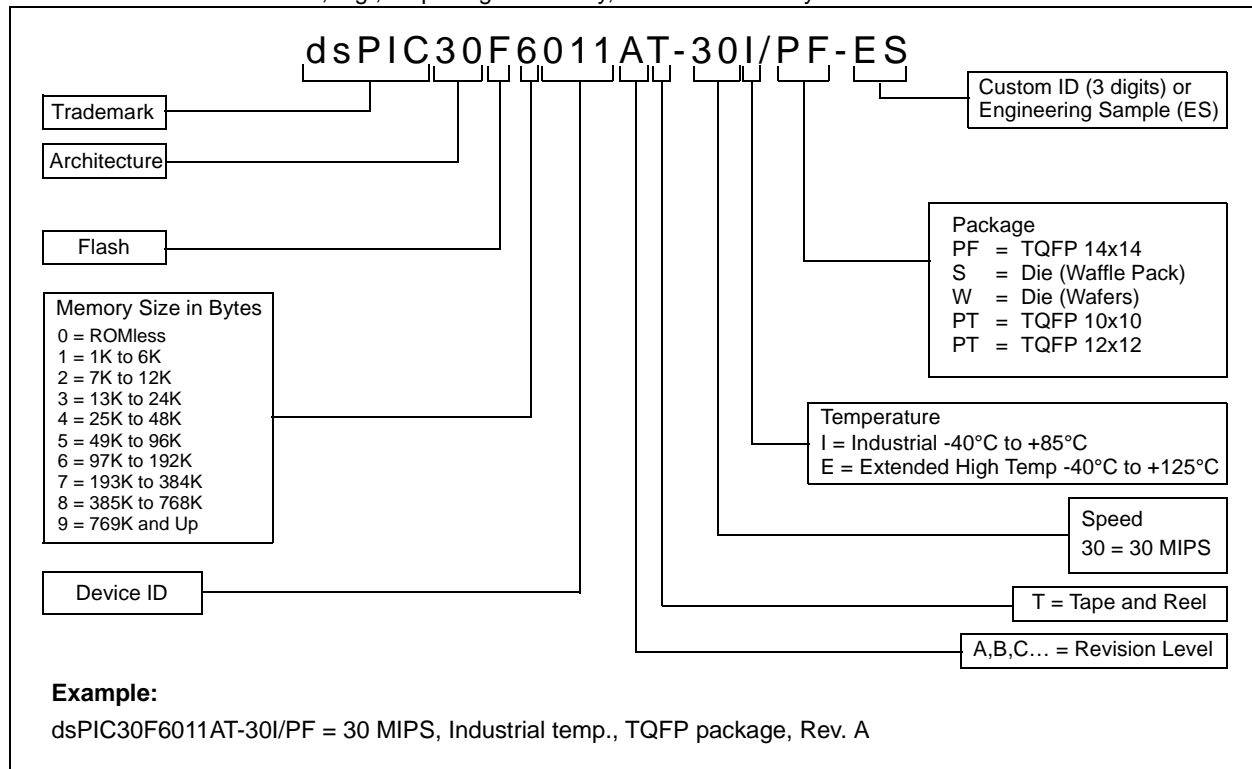 dsPIC30F6011AT-30I/PF-ES
Trademark
Architecture
Flash
Memory Size in Bytes
0 = ROMless
1 = 1K to 6K
2 = 7K to 12K
3 = 13K to 24K
4 = 25K to 48K
5 = 49K to 96K
6 = 97K to 192K
7 = 193K to 384K
8 = 385K to 768K
9 = 769K and Up
Device ID
Custom ID (3 digits) or
Engineering Sample (ES)
Package
PF = TQFP 14x14
S = Die (Waffle Pack)
W = Die (Wafers)
PT = TQFP 10x10
PT = TQFP 12x12
Temperature
I = Industrial -40°C to +85°C
E = Extended High Temp -40°C to +125°C
Speed
30 = 30 MIPS
T = Tape and Reel
A,B,C… = Revision Level
Example:
dsPIC30F6011AT-30I/PF = 30 MIPS, Industrial temp., TQFP package, Rev. A